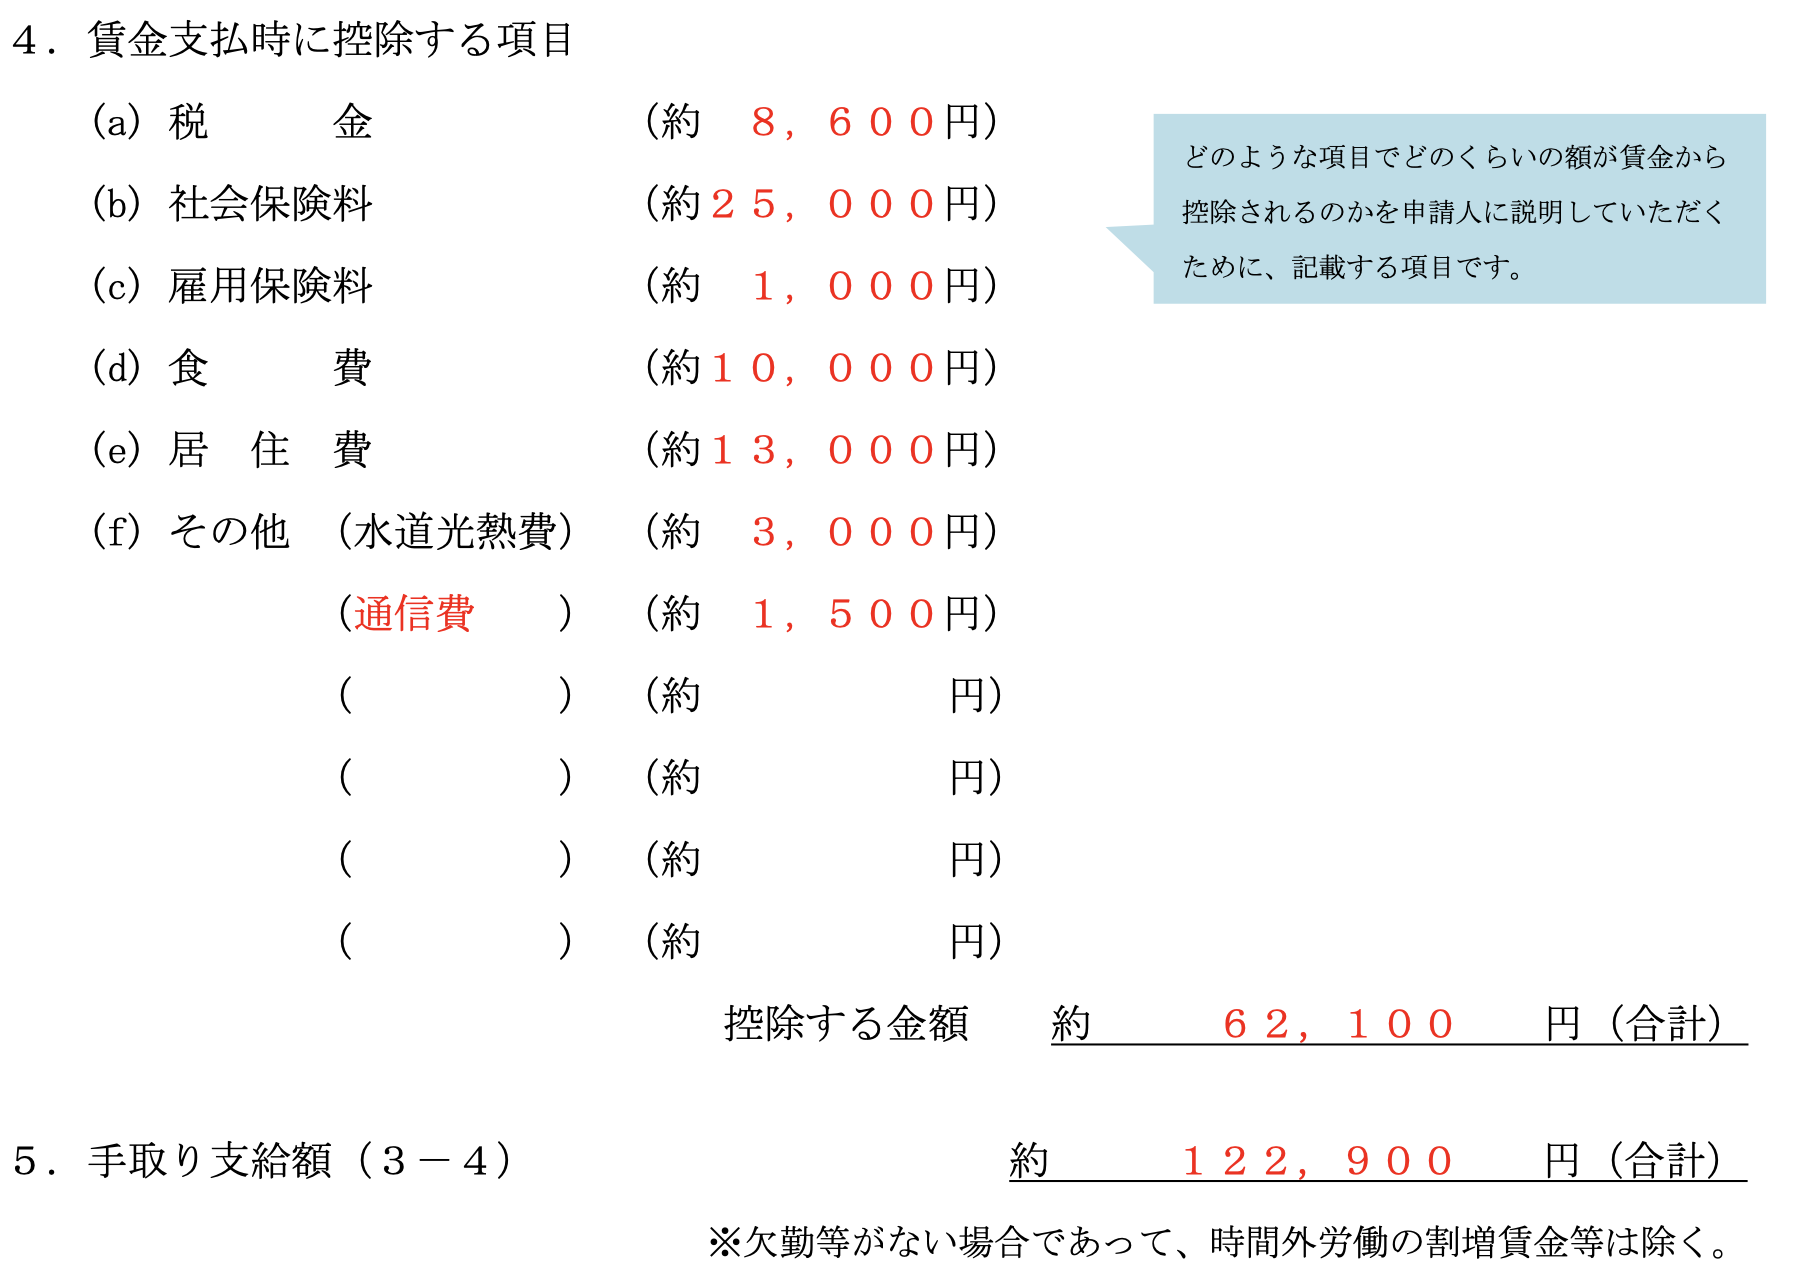 ４．賃金支払時に控除する項目
(a) 税　　　金　（約　８，６００円）
どのような項目でどのくらいの額が賃金から
控除されるのかを申請人に説明していただく
ために、記載する項目です。
(b) 社会保険料　（約２５，０００円）
(c) 雇用保険料　（約　１，０００円）
(d) 食　　　費　（約１０，０００円）
(e) 居　住　費　（約１３，０００円）
(f) その他　（水道光熱費）　（約　３，０００円）
（通信費　　）　（約　１，５００円）
（　　　　　）　（約　　　　　　円）
（　　　　　）　（約　　　　　　円）
（　　　　　）　（約　　　　　　円）
（　　　　　）　（約　　　　　　円）
控除する金額　　約　　　６２，１００　　円（合計）
５．手取り支給額（３－４）　　約　　　１２２，９００　　円（合計）
※欠勤等がない場合であって、時間外労働の割増賃金等は除く。